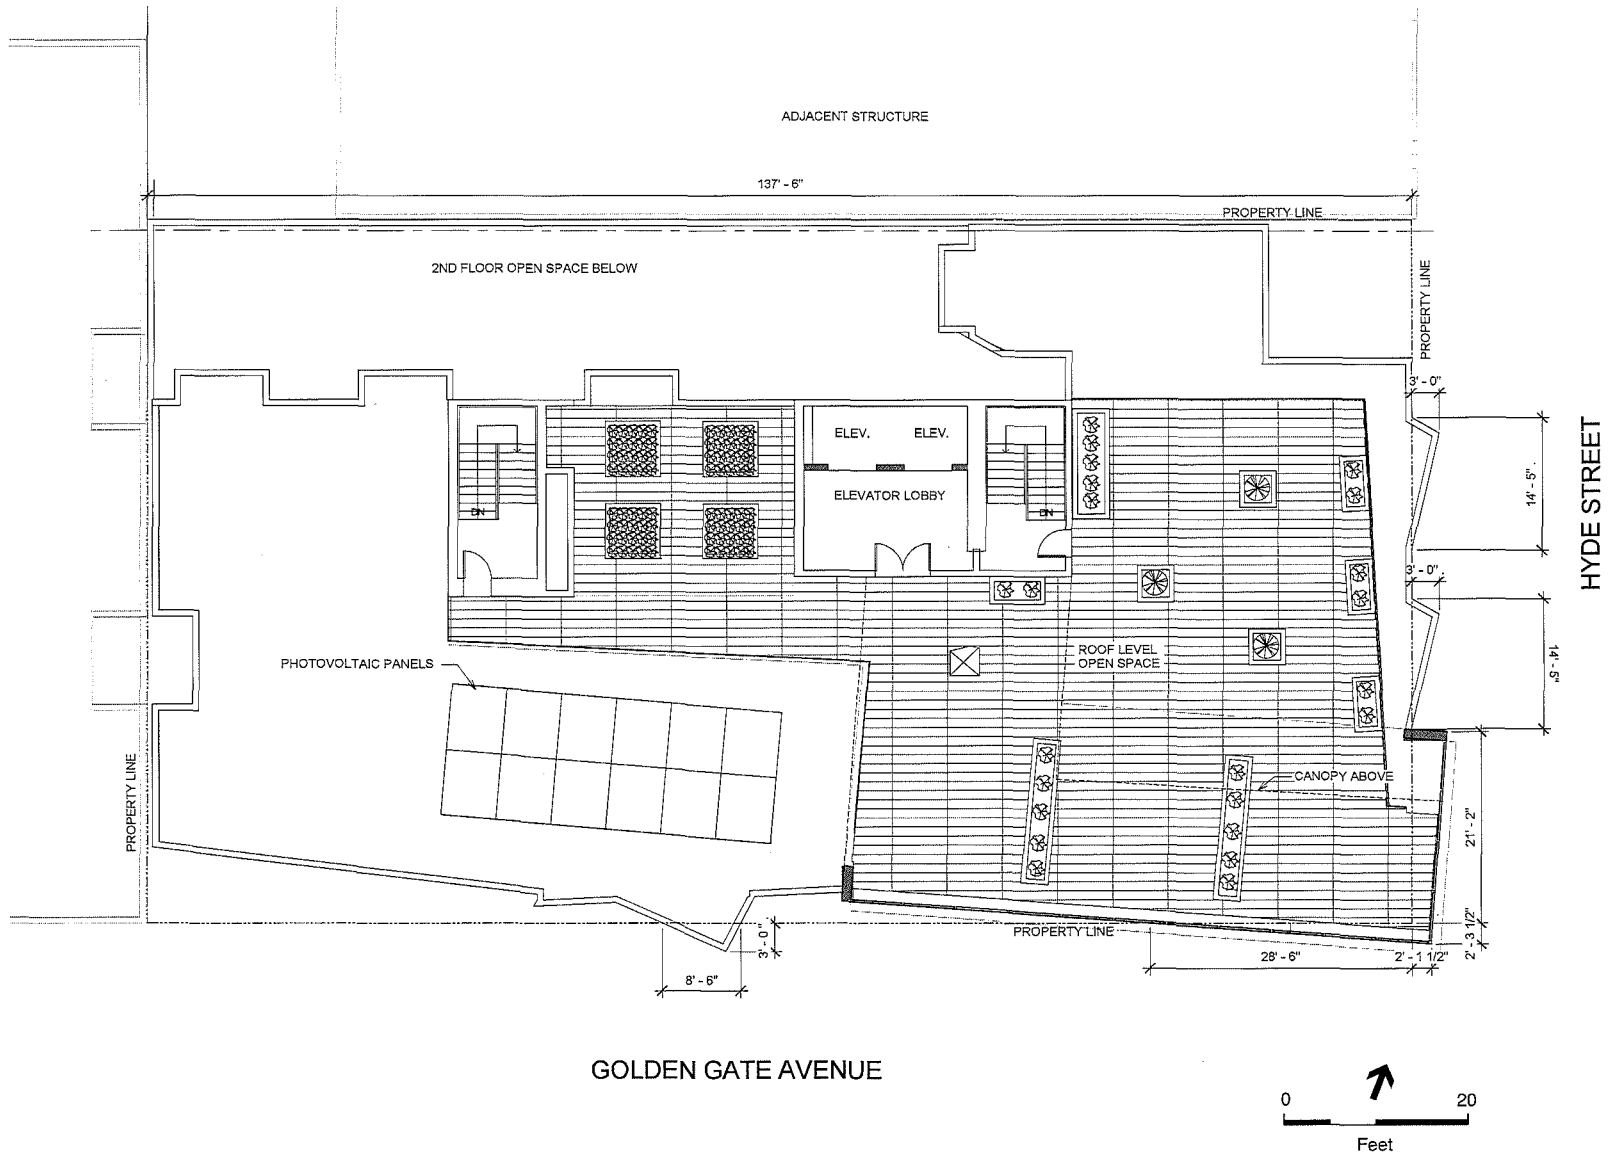 ADJACENT STRUCTURE
137' - 6"
PROPERTY LINE
2ND FLOOR OPEN SPACE BELOW
PROPERTY LINE
3' - 0"
ELEV.
ELEV.
ELEVATOR LOBBY
DN
DN
14' - 5"
HYDE STREET
3' - 0"
ROOF LEVEL
OPEN SPACE
PHOTOVOLTAIC PANELS
14' - 5"
PROPERTY LINE
CANOPY ABOVE
21' - 2"
PROPERTY LINE
3' - 0"
2' - 3 1/2"
28' - 6"
2' - 1 1/2"
8' - 6"
GOLDEN GATE AVENUE
0 20
Feet